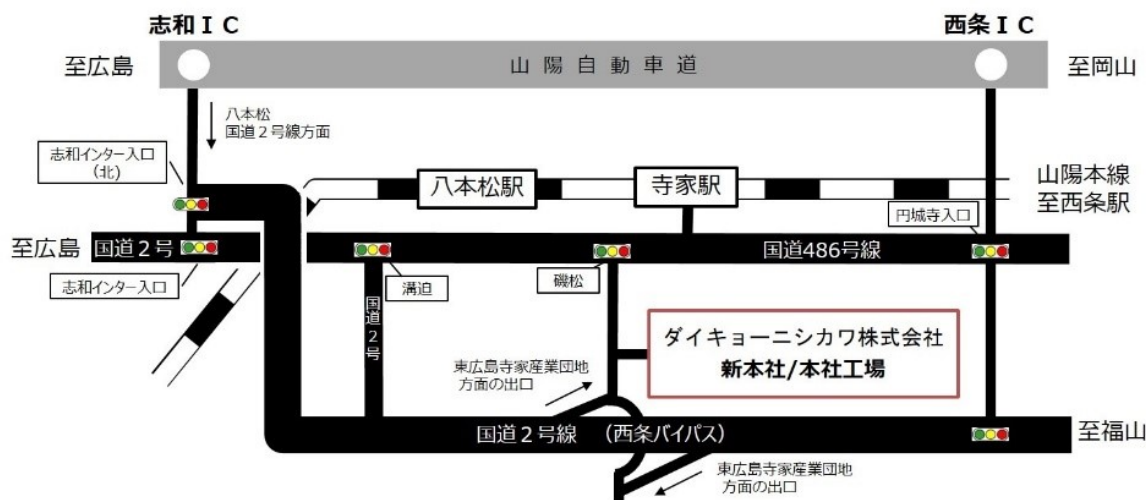 志和ＩＣ
西条ＩＣ
至広島
山陽自動車道
至岡山
八本松
国道２号線方面
志和インター入口
(北)
八本松駅
寺家駅
山陽本線
至西条駅
円城寺入口
至広島
国道２号
国道486号線
志和インター入口
溝迫
磯松
国道２号
ダイキョーニシカワ株式会社
新本社/本社工場
東広島寺家産業団地
方面の出口
国道２号線　(西条バイパス)
至福山
東広島寺家産業団地
方面の出口